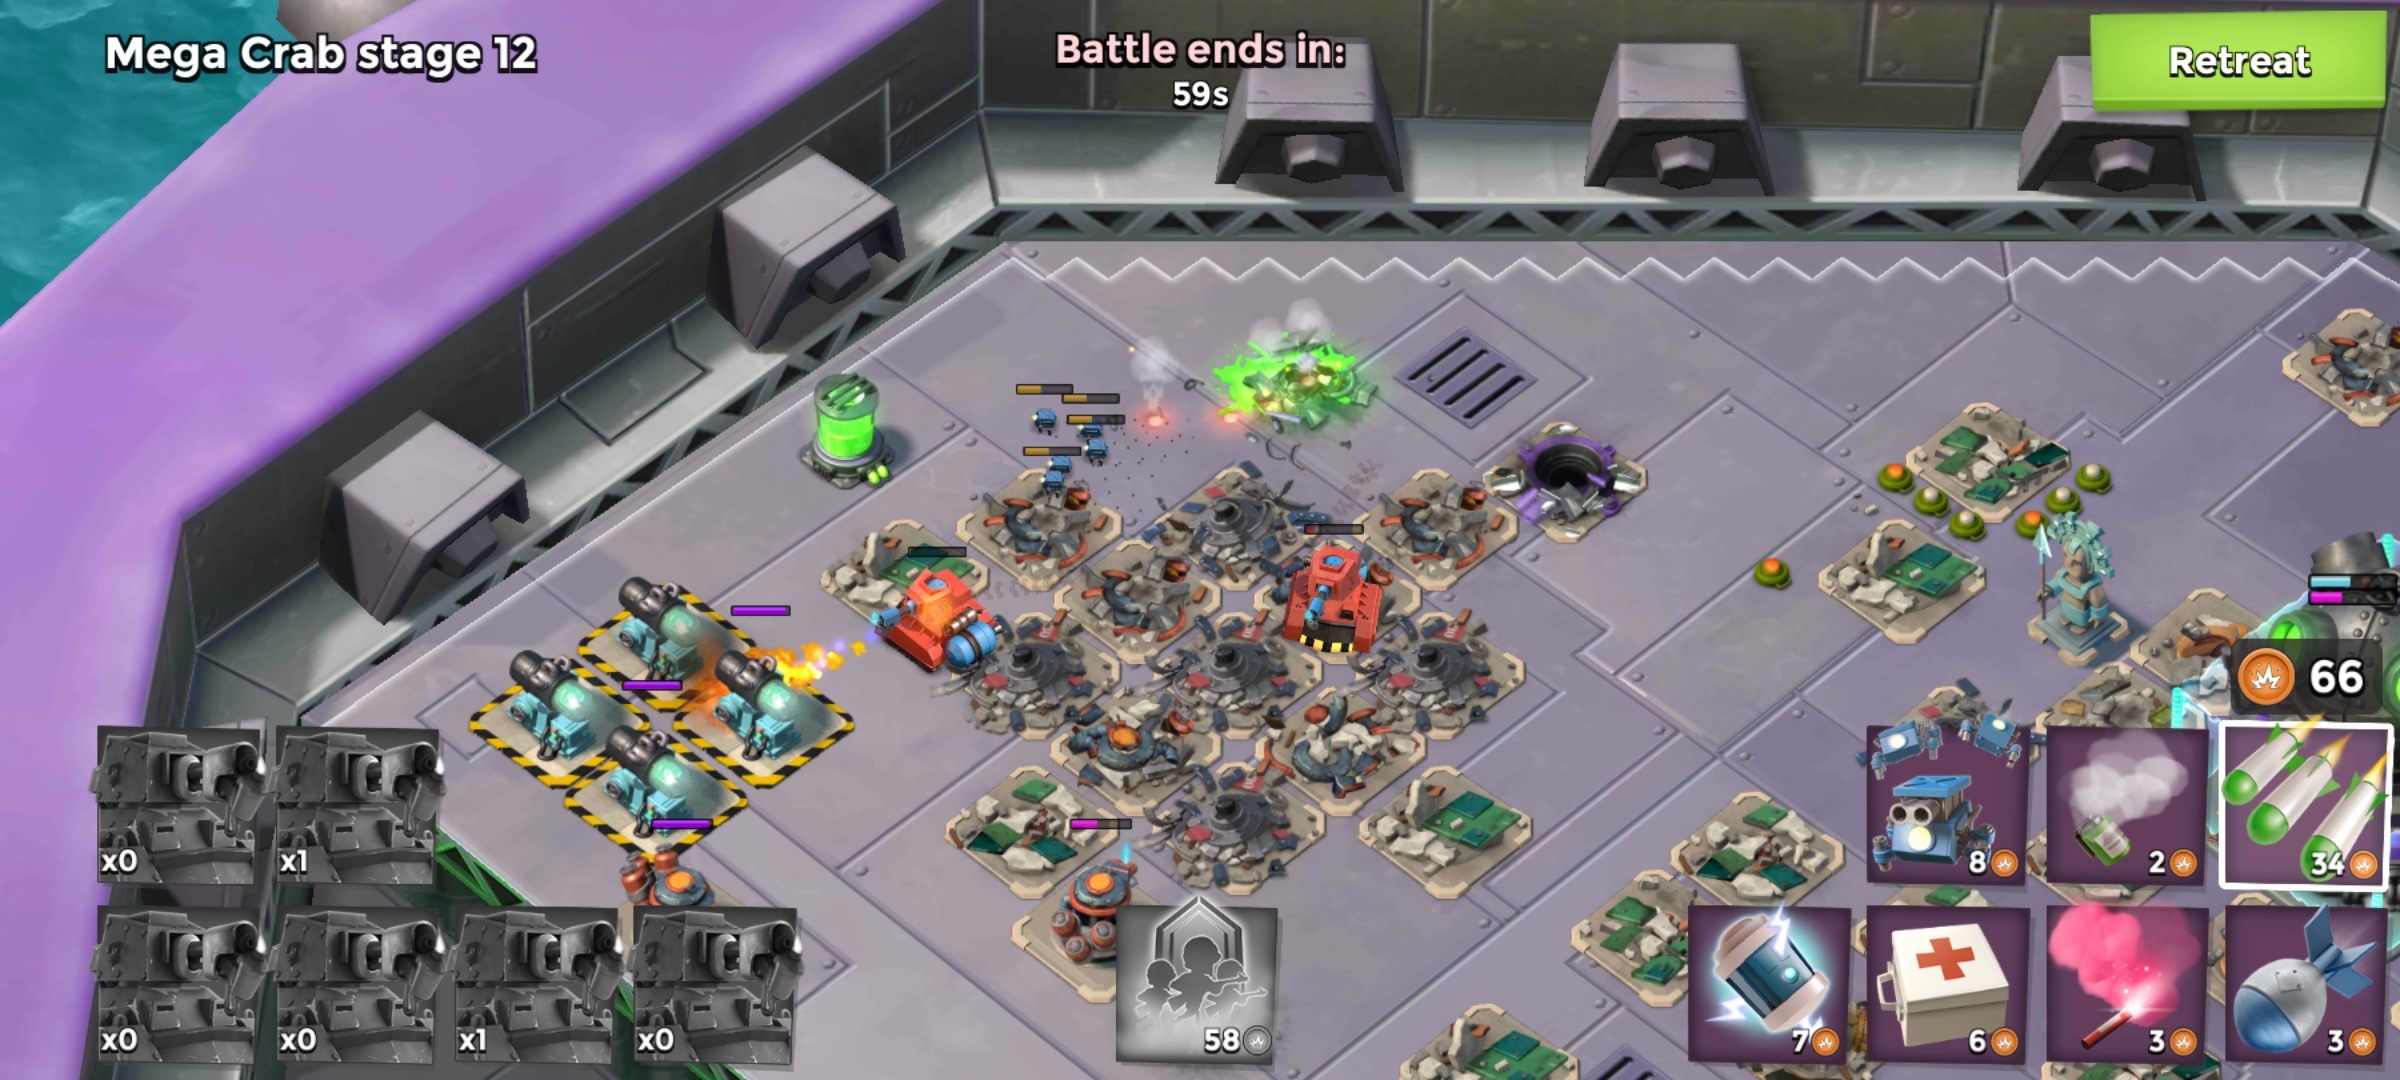 Mega Crab stage 12
Battle ends in:
59s
Retreat
66
x0
x1
8
2
34
x0
x0
x1
x0
58
7
6
3
3